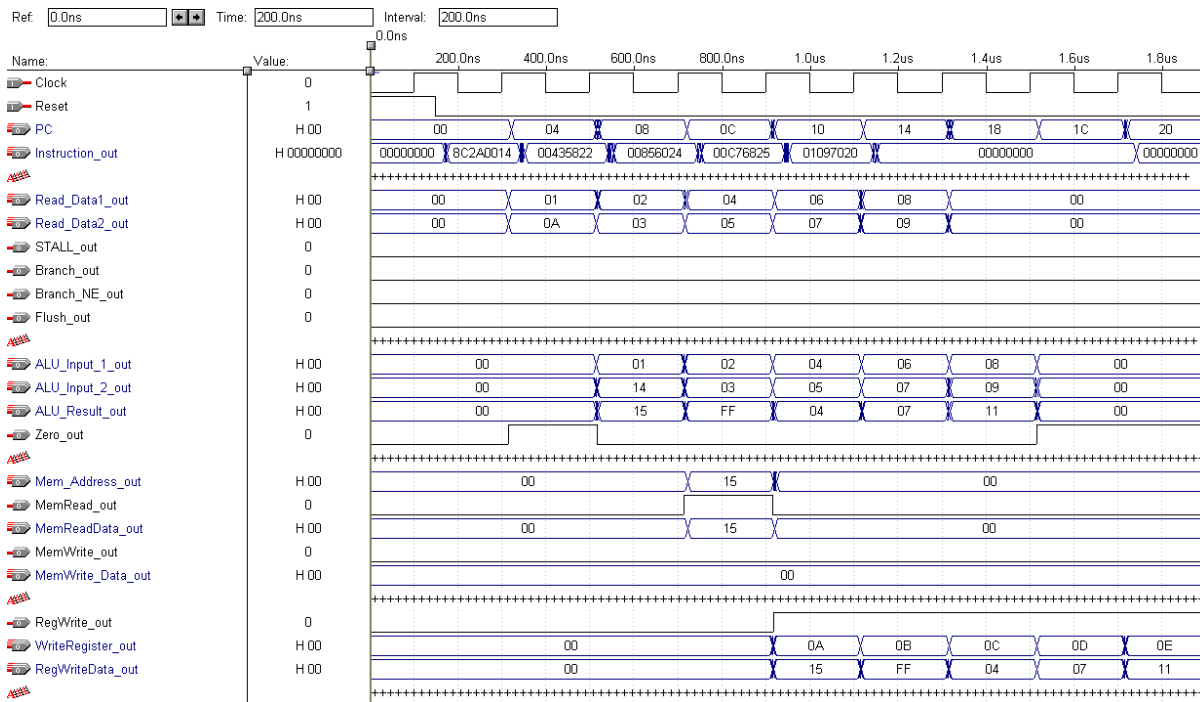 Ref: 0.0ns Time: 200.0ns Interval: 200.0ns
0.0ns
Name: Value: 200.0ns 400.0ns 600.0ns 800.0ns 1.0us 1.2us 1.4us 1.6us 1.8us
Clock 0
Reset 1
PC H 00 00 04 08 0C 10 14 18 1C 20
Instruction_out H 00000000 00000000 8C2A0014 00435822 00856024 00C76825 01097020 00000000 00000000
Read_Data1_out H 00 00 01 02 04 06 08 00
Read_Data2_out H 00 00 0A 03 05 07 09 00
STALL_out 0
Branch_out 0
Branch_NE_out 0
Flush_out 0
ALU_Input_1_out H 00 00 01 02 04 06 08 00
ALU_Input_2_out H 00 00 14 03 05 07 09 00
ALU_Result_out H 00 00 15 FF 04 07 11 00
Zero_out 0
Mem_Address_out H 00 00 15 00
MemRead_out 0
MemReadData_out H 00 00 15 00
MemWrite_out 0
MemWrite_Data_out H 00 00
RegWrite_out 0
WriteRegister_out H 00 00 0A 0B 0C 0D 0E
RegWriteData_out H 00 00 15 FF 04 07 11